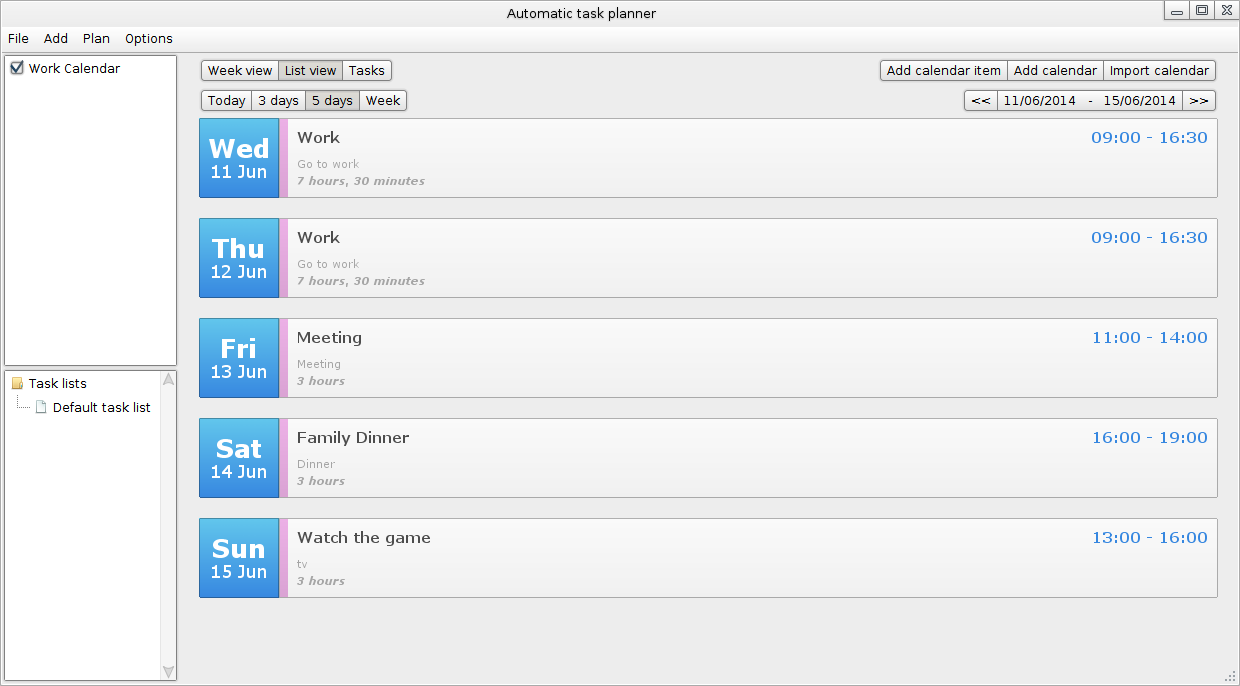 Automatic task planner
File Add Plan Options
Work Calendar
Task lists
Default task list
Week view List view Tasks
Add calendar item Add calendar Import calendar
Today 3 days 5 days Week
<< 11/06/2014 - 15/06/2014 >>
Wed
11 Jun
Work
09:00 - 16:30
Go to work
7 hours, 30 minutes
Thu
12 Jun
Work
09:00 - 16:30
Go to work
7 hours, 30 minutes
Fri
13 Jun
Meeting
11:00 - 14:00
Meeting
3 hours
Sat
14 Jun
Family Dinner
16:00 - 19:00
Dinner
3 hours
Sun
15 Jun
Watch the game
13:00 - 16:00
tv
3 hours